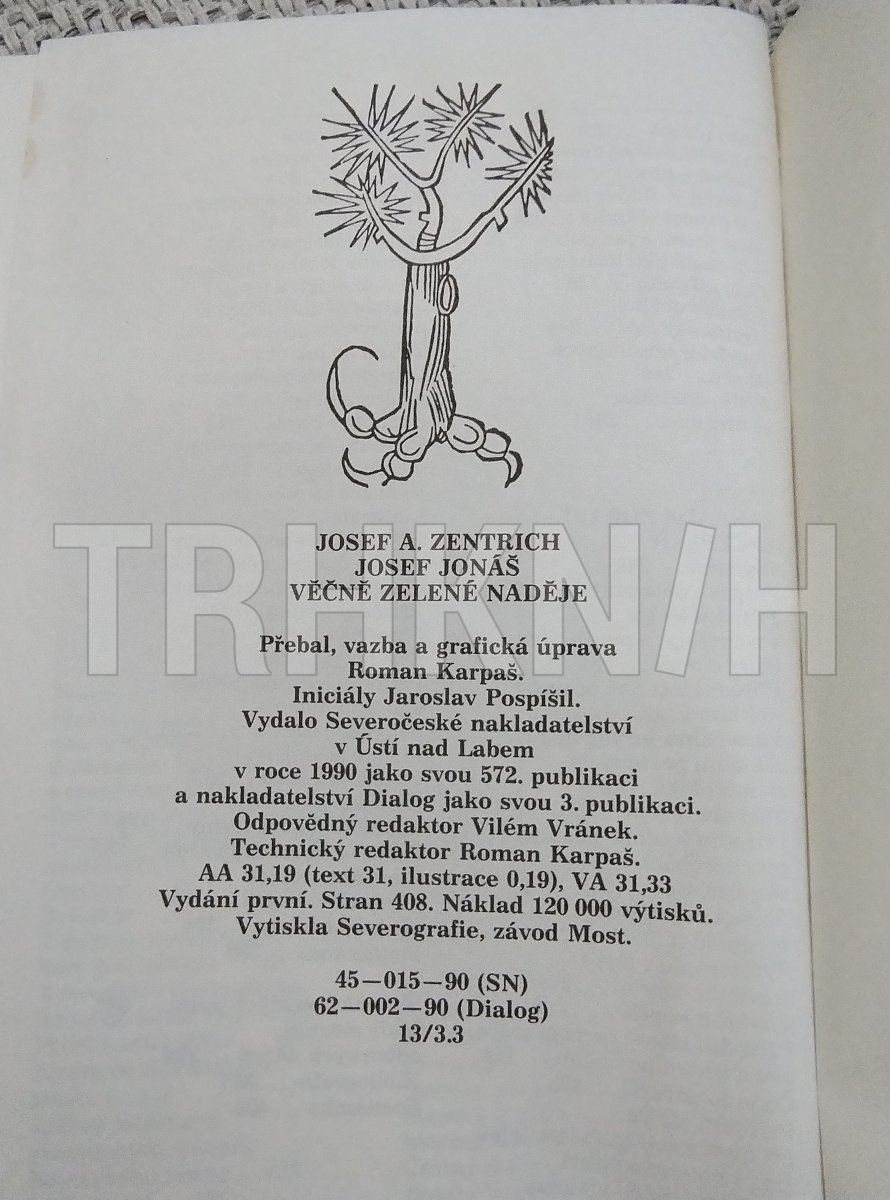 JOSEF A. ZENTRICH
JOSEF JONÁŠ
VĚČNĚ ZELENÉ NADĚJE
TRHKNIH
Přebal, vazba a grafická úprava
Roman Karpaš.
Iniciály Jaroslav Pospíšil.
Vydalo Severočeské nakladatelství
v Ústí nad Labem
v roce 1990 jako svou 572. publikaci
a nakladatelství Dialog jako svou 3. publikaci.
Odpovědný redaktor Vilém Vránek.
Technický redaktor Roman Karpaš.
AA 31,19 (text 31, ilustrace 0,19), VA 31,33
Vydání první. Stran 408. Náklad 120 000 výtisků.
Vytiskla Severografie, závod Most.
45—015—90 (SN)
62—002—90 (Dialog)
13/3.3